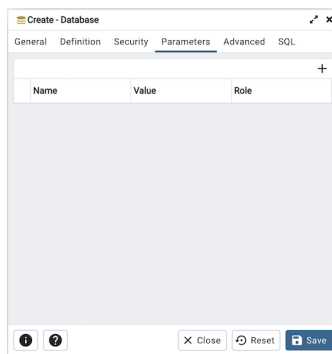 Create - Database
General Definition Security Parameters Advanced SQL
Name Value Role
Close Reset Save